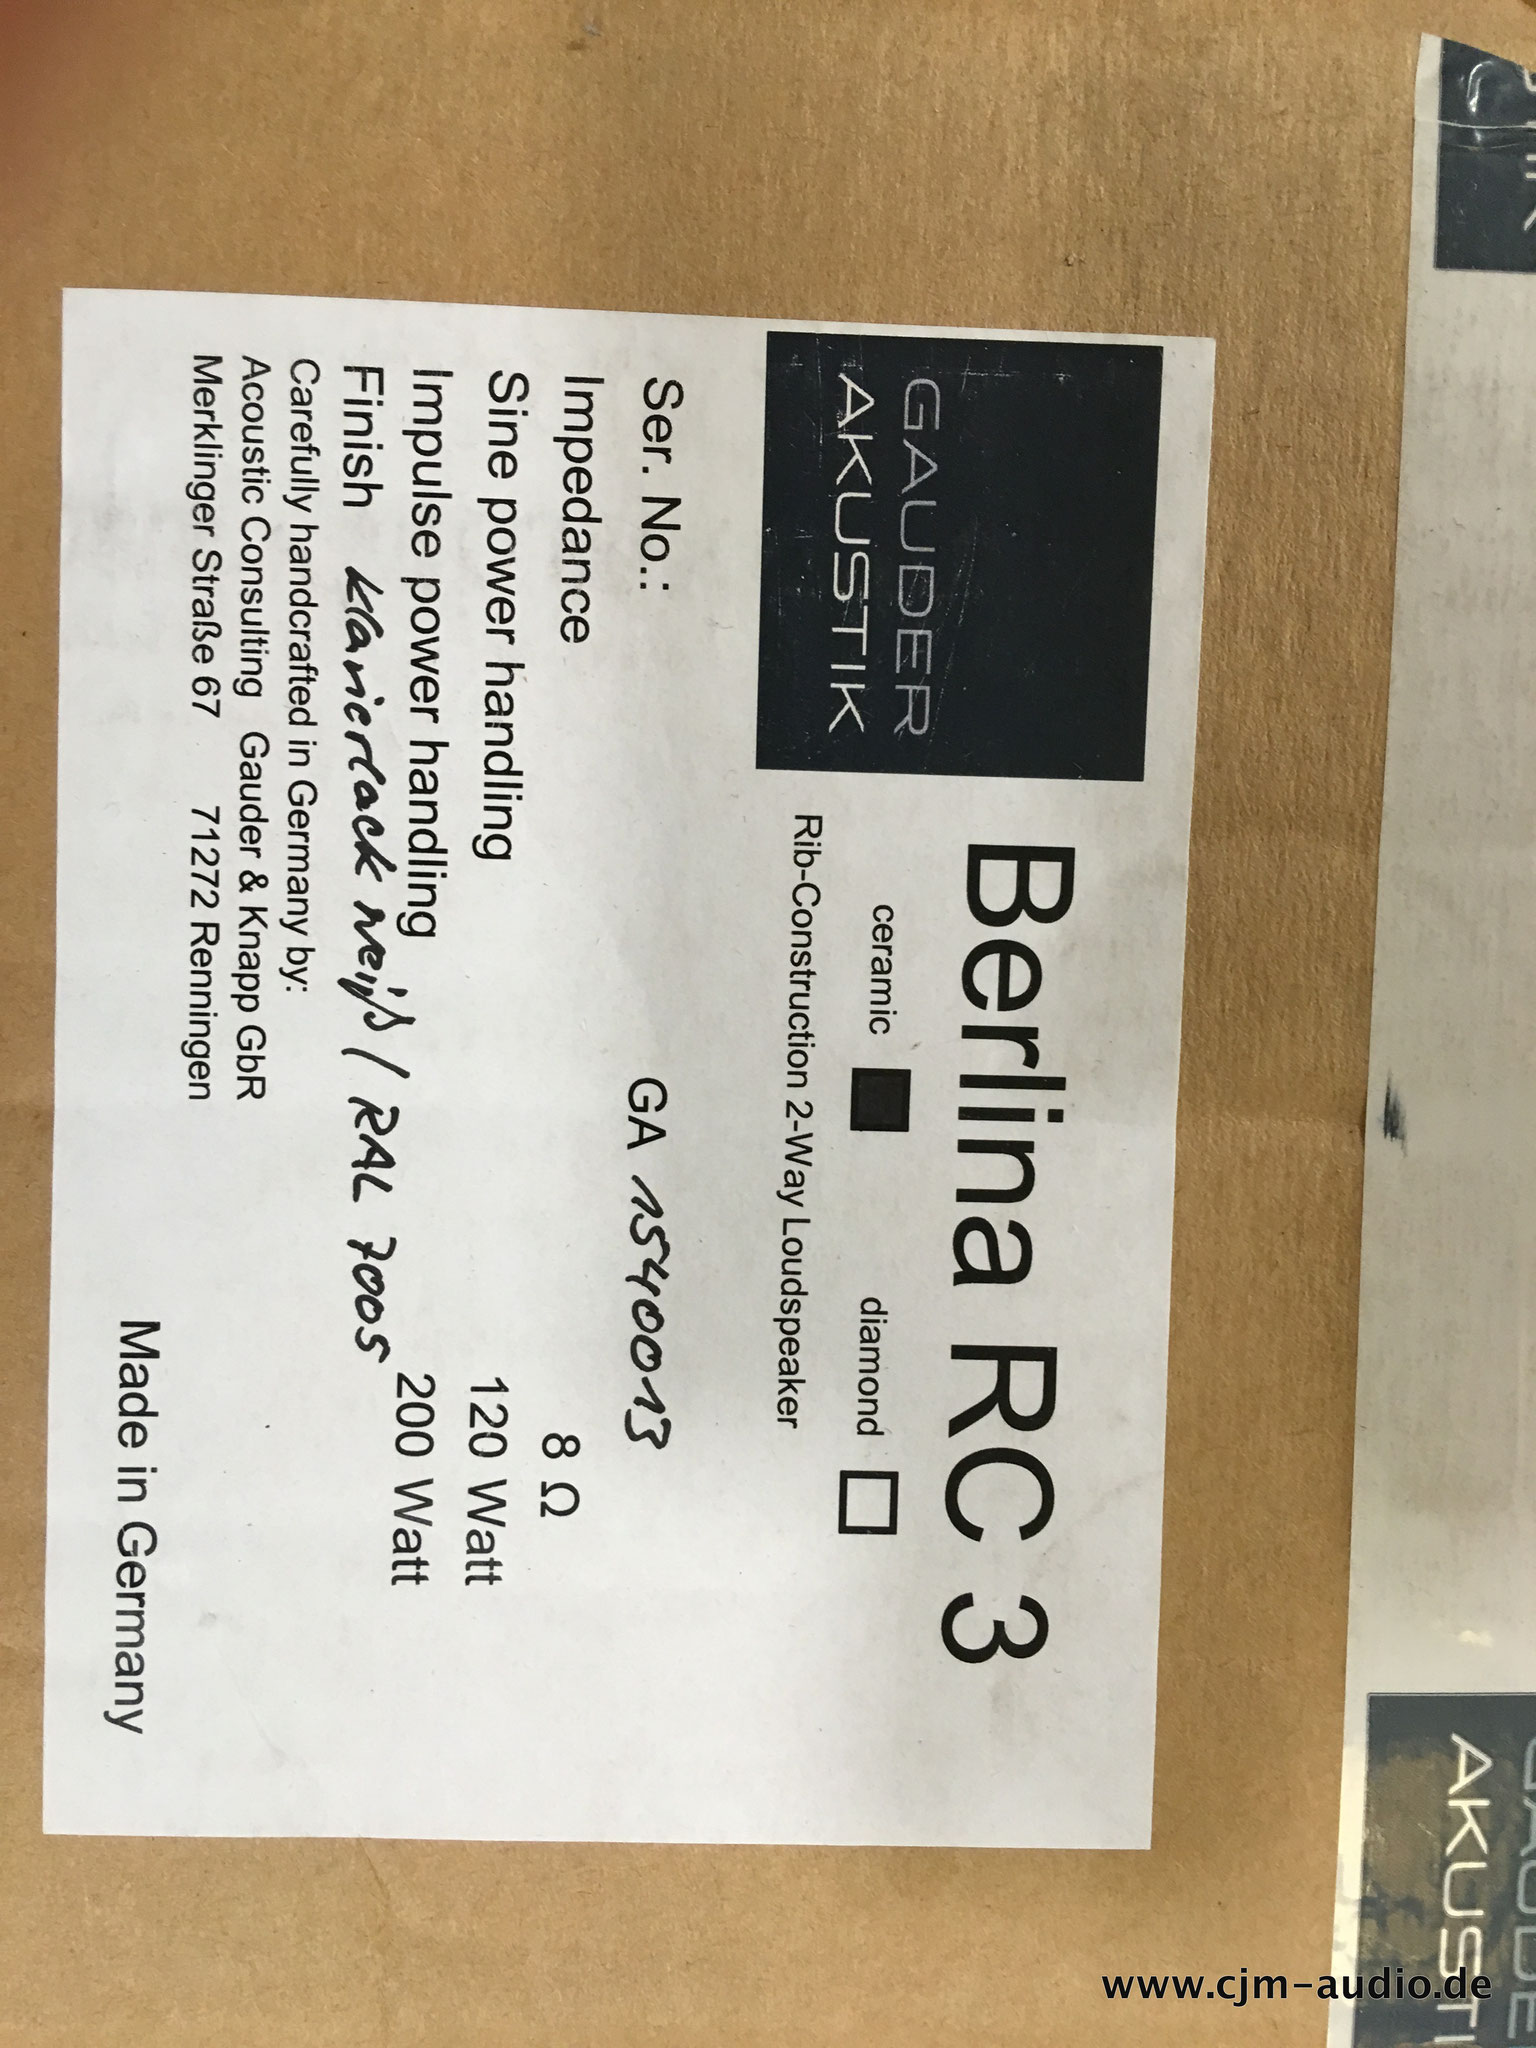 GAUDER
AKUSTIK
Berlina RC 3
ceramic diamond
Rib-Construction 2-Way Loudspeaker
Ser. No.: GA 1540013
Impedance 8 Ω
Sine power handling 120 Watt
Impulse power handling 200 Watt
Finish Klavierlack weiß / RAL 7005
Carefully handcrafted in Germany by:
Acoustic Consulting Gauder & Knapp GbR
Merklinger Straße 67 71272 Renningen
Made in Germany
AKUSTI
www.cjm-audio.de